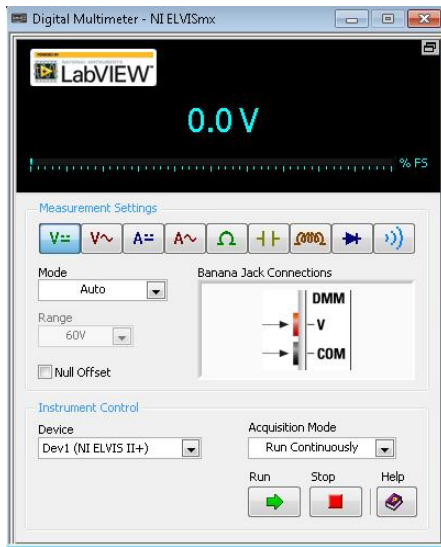 Digital Multimeter - NI ELVISmx
LabVIEW
0.0 V
% FS
Measurement Settings
V V A A Ω
Mode
Auto
Banana Jack Connections
Range
60V
DMM
V
COM
Null Offset
Instrument Control
Device
Dev1 (NI ELVIS II+)
Acquisition Mode
Run Continuously
Run Stop Help